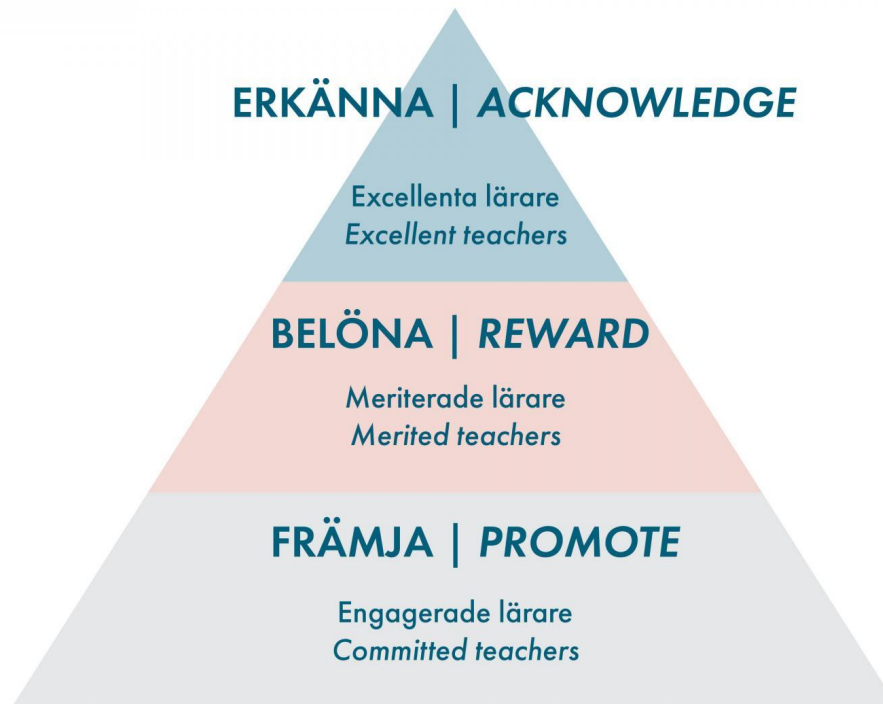 ERKÄNNA | ACKNOWLEDGE
Excellenta lärare
Excellent teachers
BELÖNA | REWARD
Meriterade lärare
Merited teachers
FRÄMJA | PROMOTE
Engagerade lärare
Committed teachers